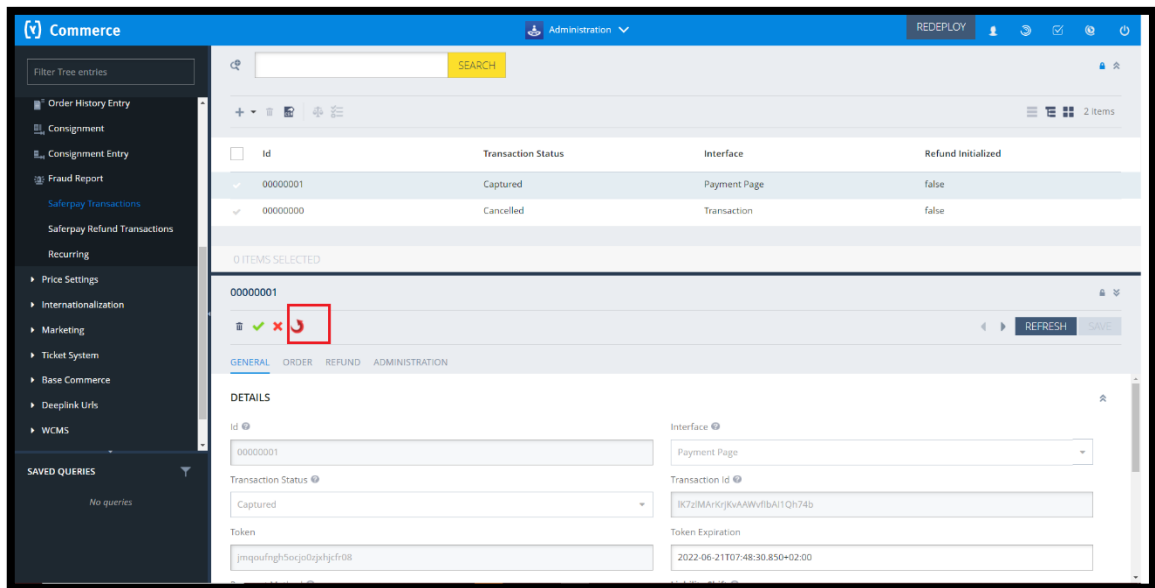 (y) Commerce
Administration
REDEPLOY
Filter Tree entries
SEARCH
Order History Entry
Consignment
Consignment Entry
Fraud Report
Saferpay Transactions
Saferpay Refund Transactions
Recurring
Price Settings
Internationalization
Marketing
Ticket System
Base Commerce
Deeplink Urls
WCMS
SAVED QUERIES
No queries
2 items
Id Transaction Status Interface Refund Initialized
00000001 Captured Payment Page false
00000000 Cancelled Transaction false
0 ITEMS SELECTED
00000001
REFRESH SAVE
GENERAL ORDER REFUND ADMINISTRATION
DETAILS
Id Interface
00000001 Payment Page
Transaction Status Transaction Id
Captured
Token Token Expiration
jmqoufngh5ocjo0zjxhjcfr08 2022-06-21T07:48:30.850+02:00